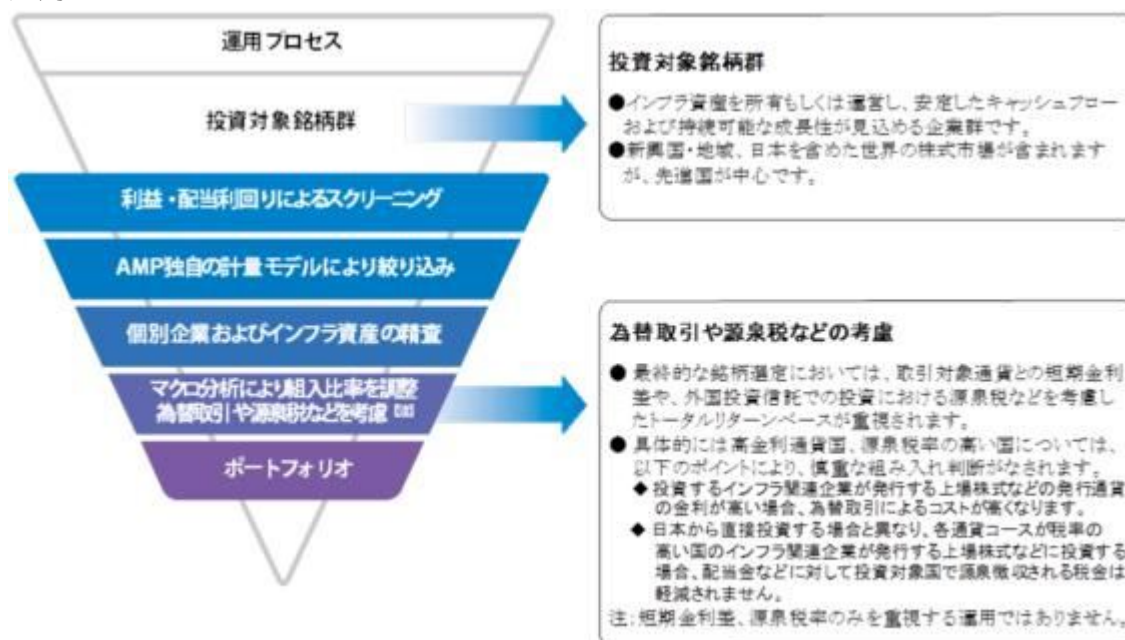 運用プロセス
投資対象銘柄群
利益・配当利回りによるスクリーニング
AMP独自の計量モデルにより絞り込み
個別企業およびインフラ資産の精査
マクロ分析により組入比率を調整
為替取引や源泉税などを考慮【注】
ポートフォリオ
投資対象銘柄群
●インフラ資産を所有もしくは運営し、安定したキャッシュフロー
および持続可能な成長性が見込める企業群です。
●新興国・地域、日本を含めた世界の株式市場が含まれます
が、先進国が中心です。
為替取引や源泉税などの考慮
● 最終的な銘柄選定においては、取引対象通貨との短期金利
差や、外国投資信託での投資における源泉税などを考慮し
たトータルリターンベースが重視されます。
● 具体的には高金利通貨国、源泉税率の高い国については、
以下のポイントにより、慎重な組み入れ判断がなされます。
◆ 投資するインフラ関連企業が発行する上場株式などの発行通貨
の金利が高い場合、為替取引によるコストが高くなります。
◆ 日本から直接投資する場合と異なり、各通貨コースが税率の
高い国のインフラ関連企業が発行する上場株式などに投資する
場合、配当金などに対して投資対象国で源泉徴収される税金は
軽減されません。
注:短期金利差、源泉税率のみを重視する運用ではありません。